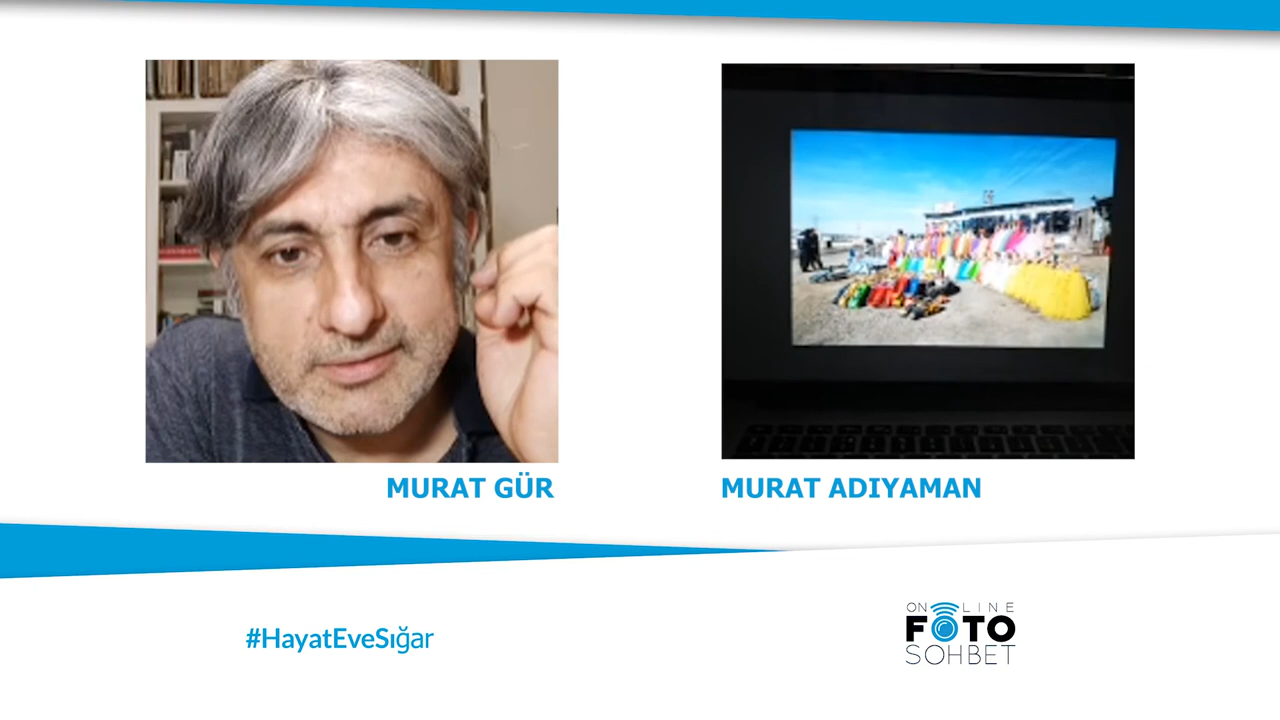 MURAT GÜR
MURAT ADIYAMAN
#HayatEveSığar
ONLINE
FOTO
SOHBET